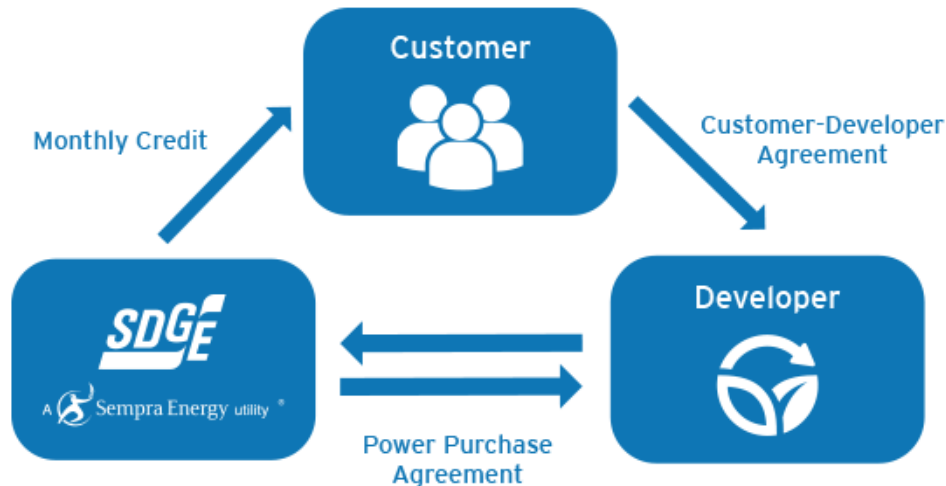 Customer
Monthly Credit
Customer-Developer
Agreement
SDGE
A Sempra Energy utility ®
Developer
Power Purchase
Agreement